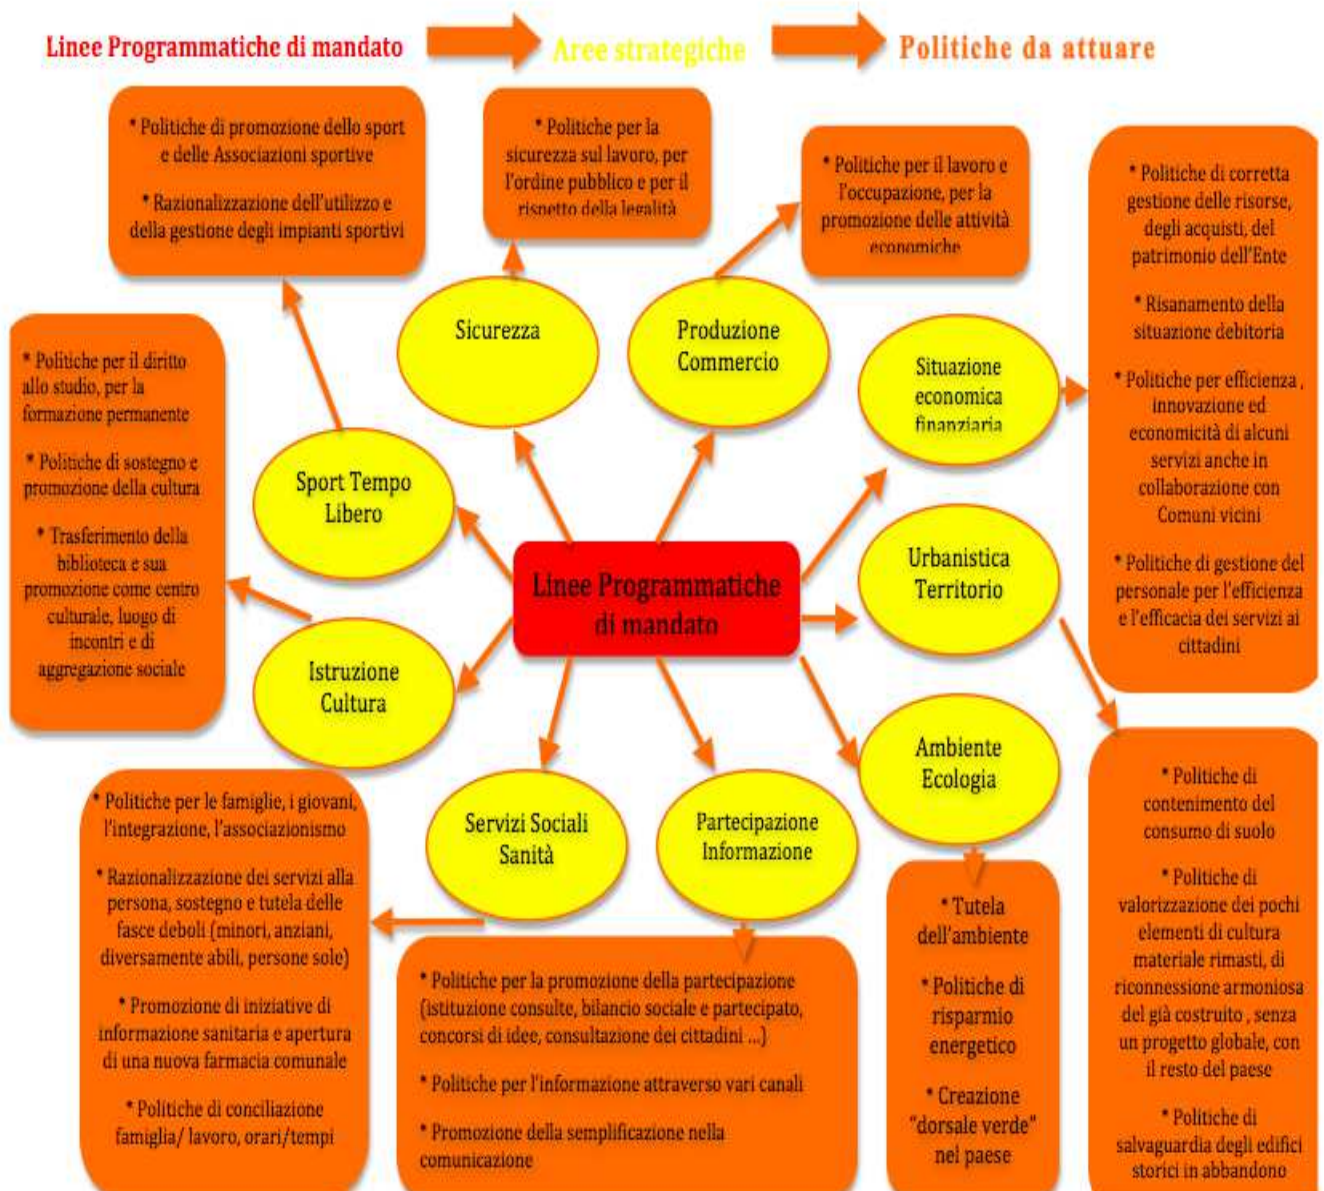 Linee Programmatiche di mandato
Aree strategiche
Politiche da attuare
* Politiche di promozione dello sport
e delle Associazioni sportive
* Razionalizzazione dell'utilizzo e
della gestione degli impianti sportivi
* Politiche per la
sicurezza sul lavoro, per
l'ordine pubblico e per il
rispetto della legalità
* Politiche per il lavoro e
l'occupazione, per la
promozione delle attività
economiche
* Politiche di corretta
gestione delle risorse,
degli acquisti, del
patrimonio dell'Ente
* Risanamento della
situazione debitoria
* Politiche per efficienza ,
innovazione ed
economicità di alcuni
servizi anche in
collaborazione con
Comuni vicini
* Politiche di gestione del
personale per l'efficienza
e l'efficacia dei servizi ai
cittadini
Sicurezza
Produzione
Commercio
Situazione
economica
finanziaria
* Politiche per il diritto
allo studio, per la
formazione permanente
* Politiche di sostegno e
promozione della cultura
* Trasferimento della
biblioteca e sua
promozione come centro
culturale, luogo di
incontri e di
aggregazione sociale
Sport Tempo
Libero
Urbanistica
Territorio
Linee Programmatiche
di mandato
Istruzione
Cultura
Ambiente
Ecologia
Servizi Sociali
Sanità
Partecipazione
Informazione
* Politiche per le famiglie, i giovani,
l'integrazione, l'associazionismo
* Razionalizzazione dei servizi alla
persona, sostegno e tutela delle
fasce deboli (minori, anziani,
diversamente abili, persone sole)
* Promozione di iniziative di
informazione sanitaria e apertura
di una nuova farmacia comunale
* Politiche di conciliazione
famiglia/ lavoro, orari/tempi
* Politiche per la promozione della partecipazione
(istituzione consulte, bilancio sociale e partecipato,
concorsi di idee, consultazione dei cittadini ...)
* Politiche per l'informazione attraverso vari canali
* Promozione della semplificazione nella
comunicazione
* Tutela
dell'ambiente
* Politiche di
risparmio
energetico
* Creazione
"dorsale verde"
nel paese
* Politiche di
contenimento del
consumo di suolo
* Politiche di
valorizzazione dei pochi
elementi di cultura
materiale rimasti, di
riconnessione armoniosa
del già costruito , senza
un progetto globale, con
il resto del paese
* Politiche di
salvaguardia degli edifici
storici in abbandono